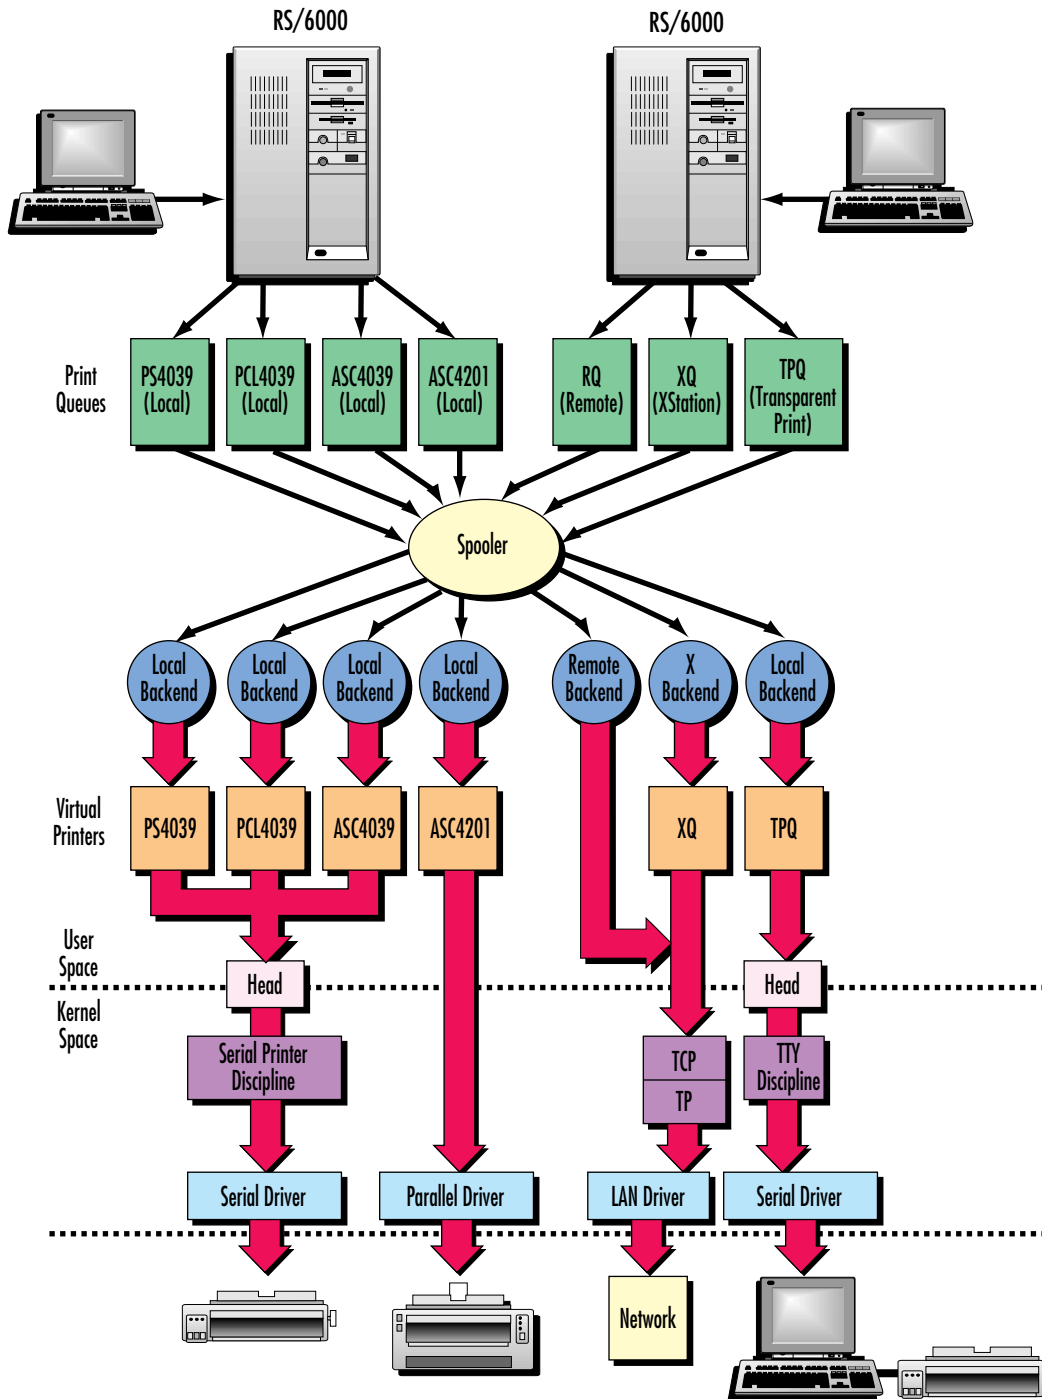 RS/6000
RS/6000
Print
Queues
PS4039
(Local)
PCL4039
(Local)
ASC4039
(Local)
ASC4201
(Local)
RQ
(Remote)
XQ
(XStation)
TPQ
(Transparent
Print)
Spooler
Local
Backend
Local
Backend
Local
Backend
Local
Backend
Remote
Backend
X
Backend
Local
Backend
Virtual
Printers
PS4039
PCL4039
ASC4039
ASC4201
XQ
TPQ
User
Space
Head
Head
Kernel
Space
Serial Printer
Discipline
TCP
TP
TTY
Discipline
Serial Driver
Parallel Driver
LAN Driver
Serial Driver
Network